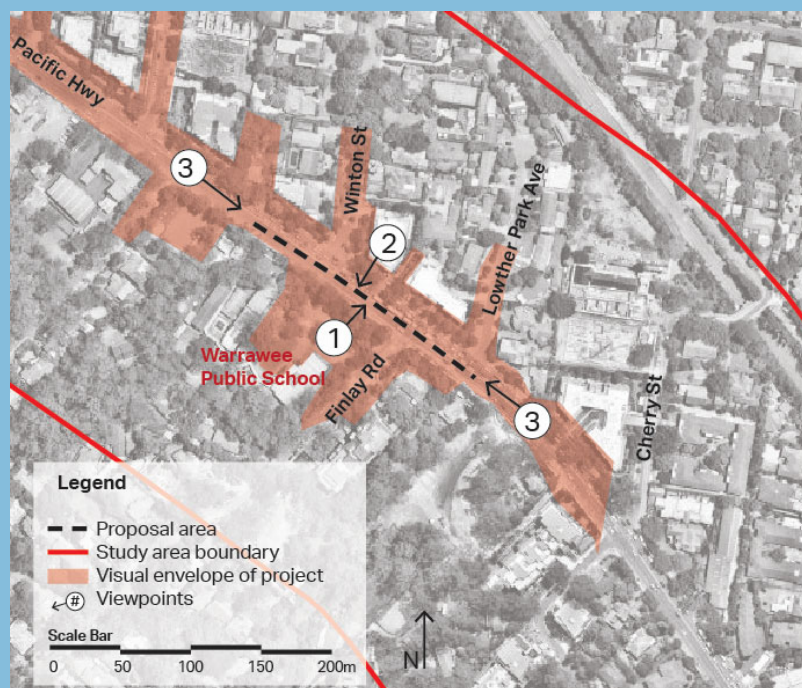 Pacific Hwy
3
Winton St
2
Lowther Park Ave
1
Warrawee
Public School
Finlay Rd
3
Cherry St
Legend
Proposal area
Study area boundary
Visual envelope of project
# Viewpoints
Scale Bar
0 50 100 150 200m
N